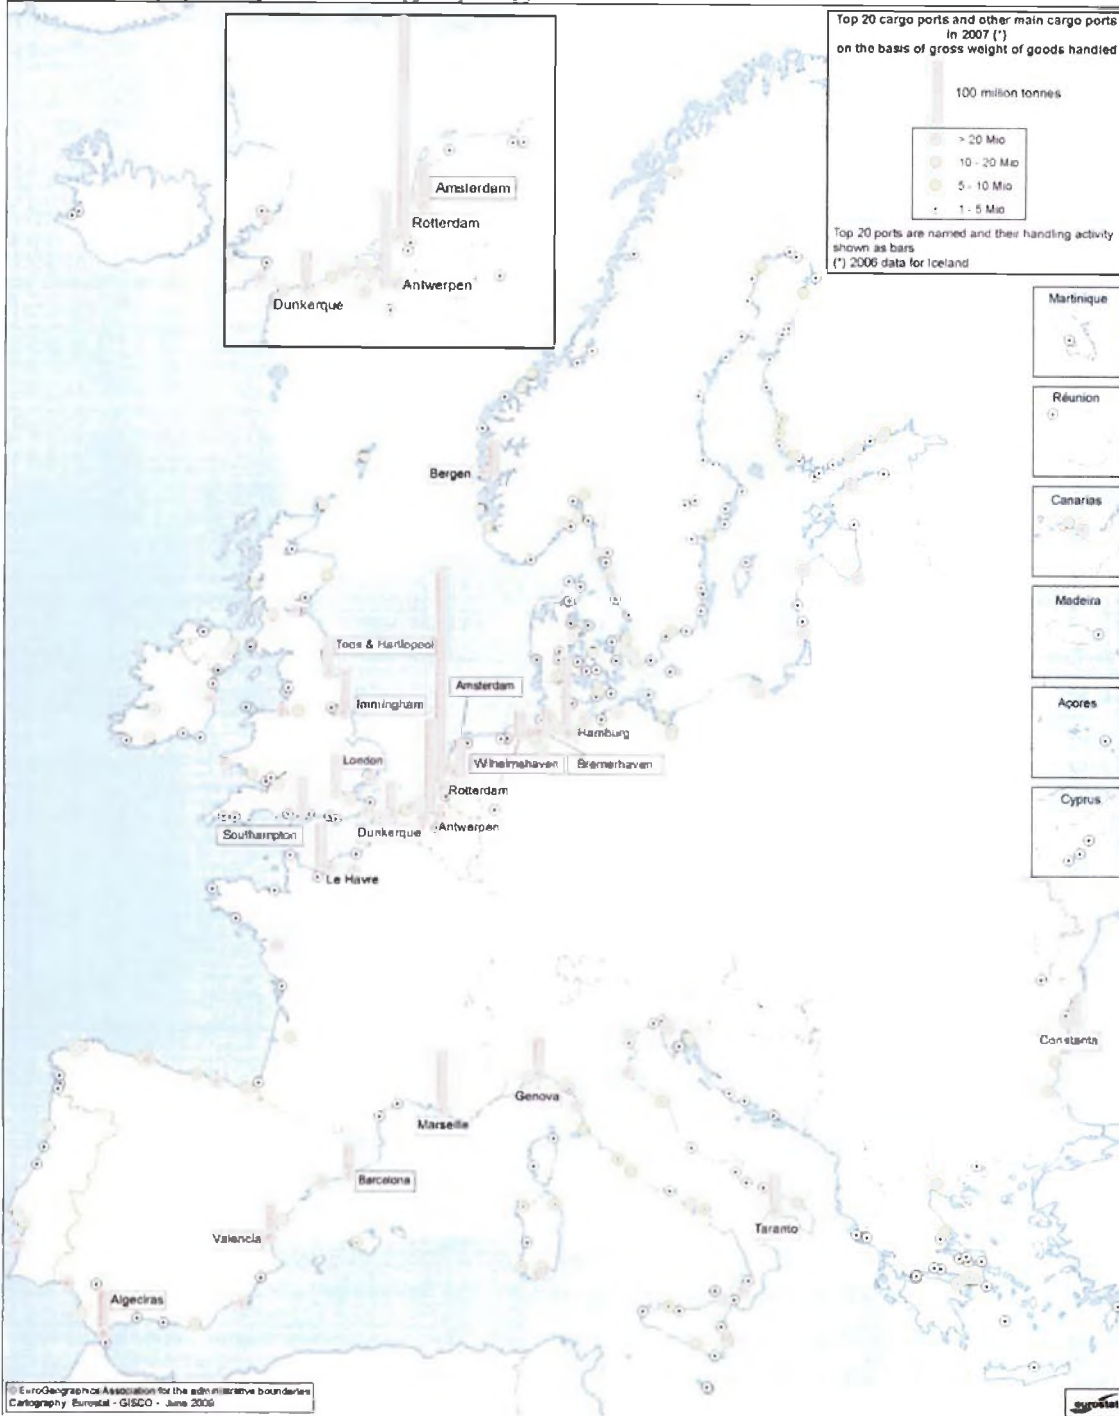 Top 20 cargo ports and other main cargo ports
in 2007 (*)
on the basis of gross weight of goods handled
100 million tonnes
> 20 Mio
10 - 20 Mio
5 - 10 Mio
1 - 5 Mio
Top 20 ports are named and their handling activity
shown as bars
(*) 2006 data for Iceland
Amsterdam
Rotterdam
Antwerpen
Dunkerque
Martinique
Réunion
Canarias
Madeira
Açores
Cyprus
Bergen
Tees & Hartlepool
Immingham
Amsterdam
Hamburg
London
Wilhelmshaven
Bremerhaven
Rotterdam
Southampton
Dunkerque
Antwerpen
Le Havre
Constanta
Genova
Marseille
Barcelona
Valencia
Taranto
Algeciras
© EuroGeographics Association for the administrative boundaries
Cartography: Eurostat - GISCO - June 2009
eurostat